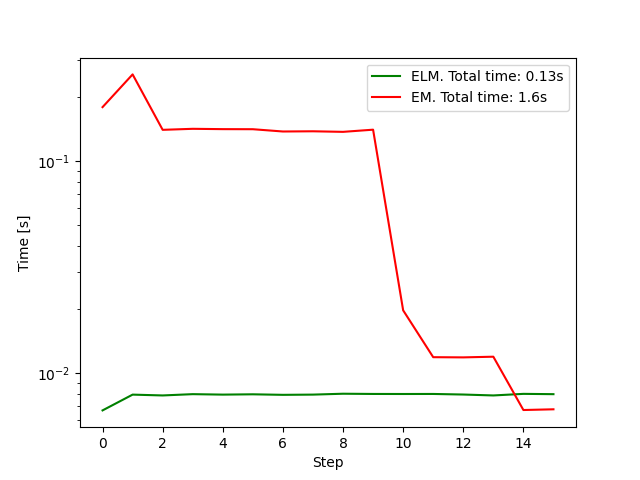 ELM. Total time: 0.13s
EM. Total time: 1.6s
10⁻¹
10⁻²
Time [s]
0 2 4 6 8 10 12 14
Step